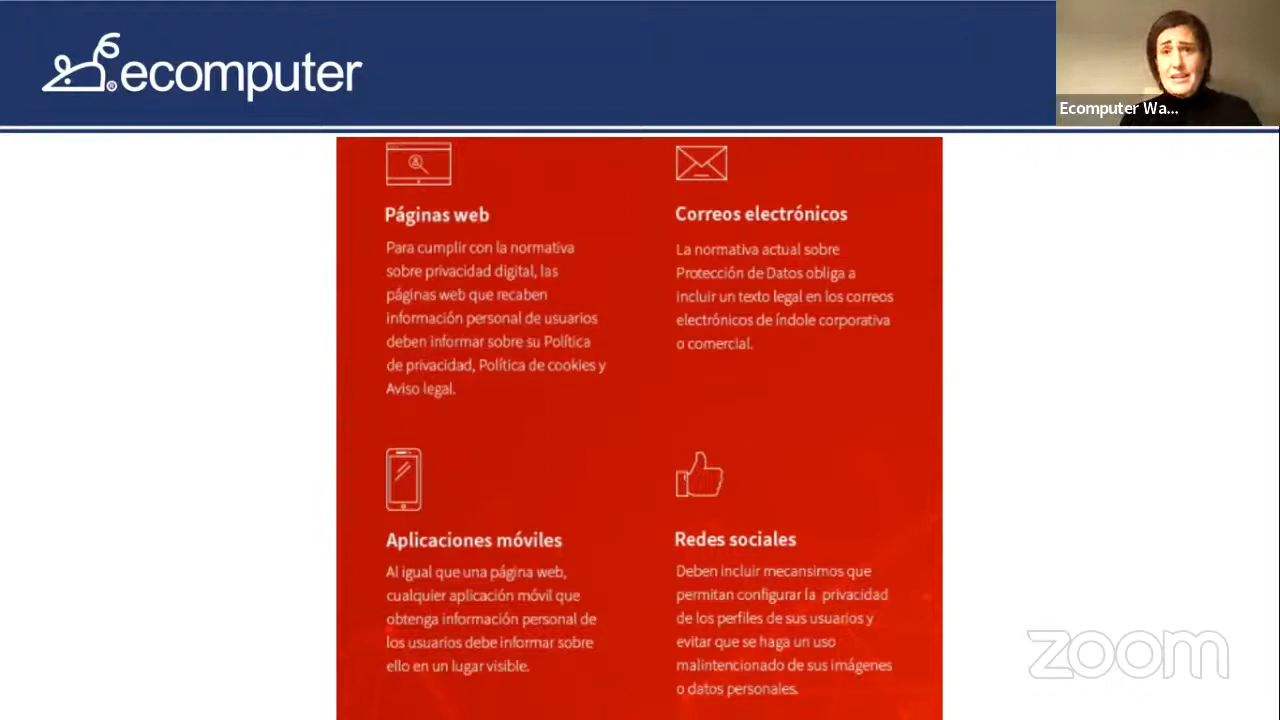 ecomputer
Ecomputer Wa...
Páginas web
Para cumplir con la normativa
sobre privacidad digital, las
páginas web que recaben
información personal de usuarios
deben informar sobre su Política
de privacidad, Política de cookies y
Aviso legal.
Correos electrónicos
La normativa actual sobre
Protección de Datos obliga a
incluir un texto legal en los correos
electrónicos de índole corporativa
o comercial.
Aplicaciones móviles
Al igual que una página web,
cualquier aplicación móvil que
obtenga información personal de
los usuarios debe informar sobre
ello en un lugar visible.
Redes sociales
Deben incluir mecansimos que
permitan configurar la privacidad
de los perfiles de sus usuarios y
evitar que se haga un uso
malintencionado de sus imágenes
o datos personales.
zoom